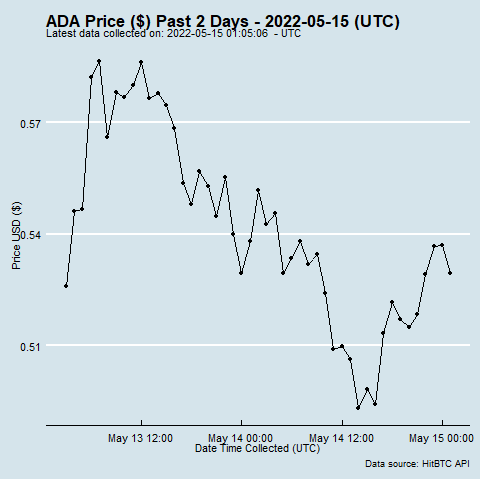 ADA Price ($) Past 2 Days - 2022-05-15 (UTC)
Latest data collected on: 2022-05-15 01:05:06 - UTC
0.57
0.54
0.51
Price USD ($)
May 13 12:00
May 14 00:00
May 14 12:00
May 15 00:00
Date Time Collected (UTC)
Data source: HitBTC API